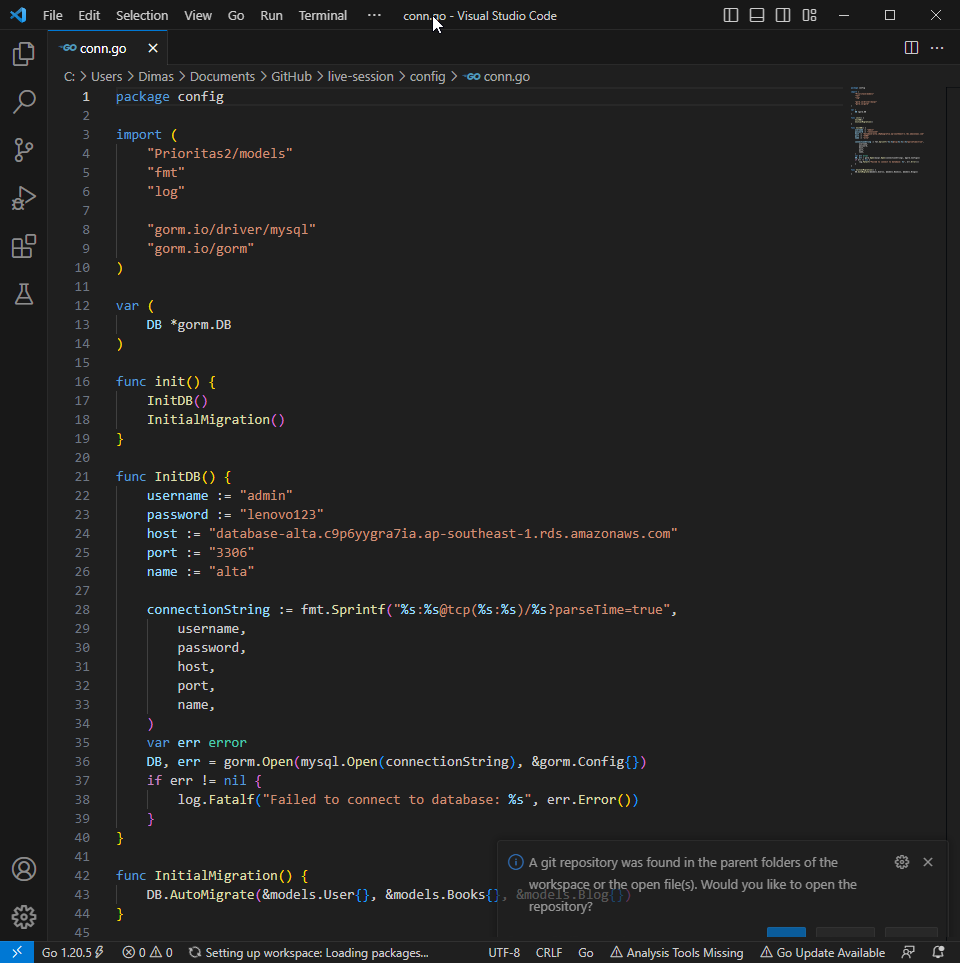 File Edit Selection View Go Run Terminal ··· conn.go - Visual Studio Code
GO conn.go
C: > Users > Dimas > Documents > GitHub > live-session > config > GO conn.go
1 package config
2
3 import (
4 "Prioritas2/models"
5 "fmt"
6 "log"
7
8 "gorm.io/driver/mysql"
9 "gorm.io/gorm"
10 )
11
12 var (
13 DB *gorm.DB
14 )
15
16 func init() {
17 InitDB()
18 InitialMigration()
19 }
20
21 func InitDB() {
22 username := "admin"
23 password := "lenovo123"
24 host := "database-alta.c9p6yygra7ia.ap-southeast-1.rds.amazonaws.com"
25 port := "3306"
26 name := "alta"
27
28 connectionString := fmt.Sprintf("%s:%s@tcp(%s:%s)/%s?parseTime=true",
29 username,
30 password,
31 host,
32 port,
33 name,
34 )
35 var err error
36 DB, err = gorm.Open(mysql.Open(connectionString), &gorm.Config{})
37 if err != nil {
38 log.Fatalf("Failed to connect to database: %s", err.Error())
39 }
40 }
41
42 func InitialMigration() {
43 DB.AutoMigrate(&models.User{}, &models.Books{}, &models.Blog{})
44 }
45
A git repository was found in the parent folders of the
workspace or the open file(s). Would you like to open the
repository?
Go 1.20.5 0 0 Setting up workspace: Loading packages... UTF-8 CRLF Go Analysis Tools Missing Go Update Available